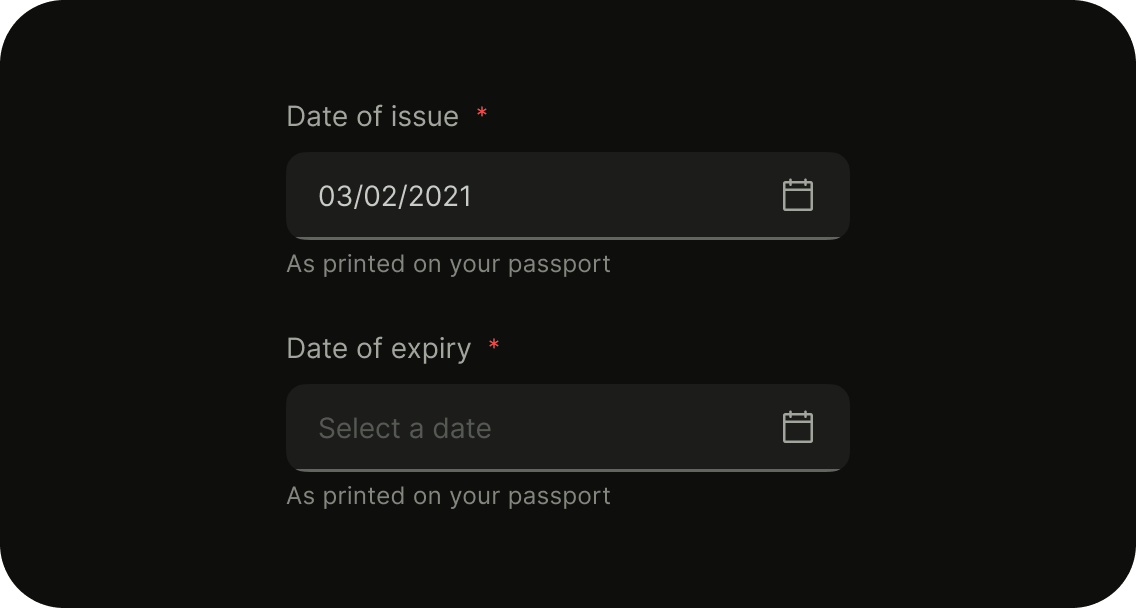 Date of issue *
03/02/2021
As printed on your passport
Date of expiry *
Select a date
As printed on your passport